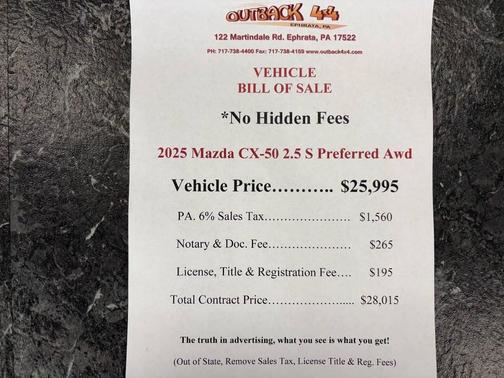 OUTBACK 4x4
EPHRATA, PA
122 Martindale Rd. Ephrata, PA 17522
PH: 717-738-4400 Fax: 717-738-4159 www.outback4x4.com
VEHICLE
BILL OF SALE
*No Hidden Fees
2025 Mazda CX-50 2.5 S Preferred Awd
Vehicle Price……….. $25,995
PA. 6% Sales Tax………………… $1,560
Notary & Doc. Fee………………… $265
License, Title & Registration Fee…. $195
Total Contract Price…………………..... $28,015
The truth in advertising, what you see is what you get!
(Out of State, Remove Sales Tax, License Title & Reg. Fees)